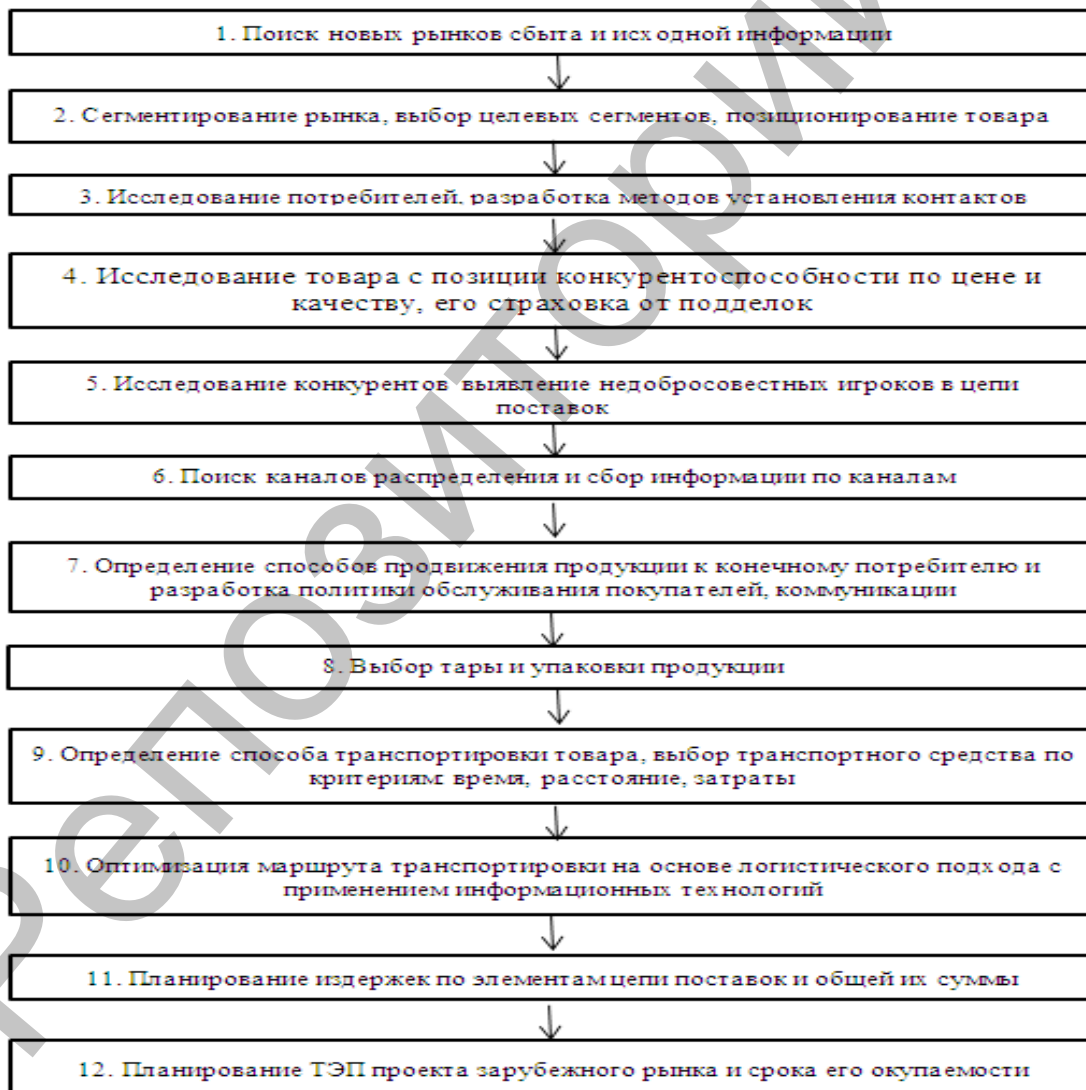 1. Поиск новых рынков сбыта и исходной информации
2. Сегментирование рынка, выбор целевых сегментов, позиционирование товара
3. Исследование потребителей, разработка методов установления контактов
4. Исследование товара с позиции конкурентоспособности по цене и
качеству, его страховка от подделок
5. Исследование конкурентов выявление недобросовестных игроков в цепи
поставок
6. Поиск каналов распределения и сбор информации по каналам
7. Определение способов продвижения продукции к конечному потребителю и
разработка политики обслуживания покупателей, коммуникации
8. Выбор тары и упаковки продукции
9. Определение способа транспортировки товара, выбор транспортного средства по
критериям: время, расстояние, затраты
10. Оптимизация маршрута транспортировки на основе логистического подхода с
применением информационных технологий
11. Планирование издержек по элементам цепи поставок и общей их суммы
12. Планирование ТЭП проекта зарубежного рынка и срока его окупаемости
Репозитори